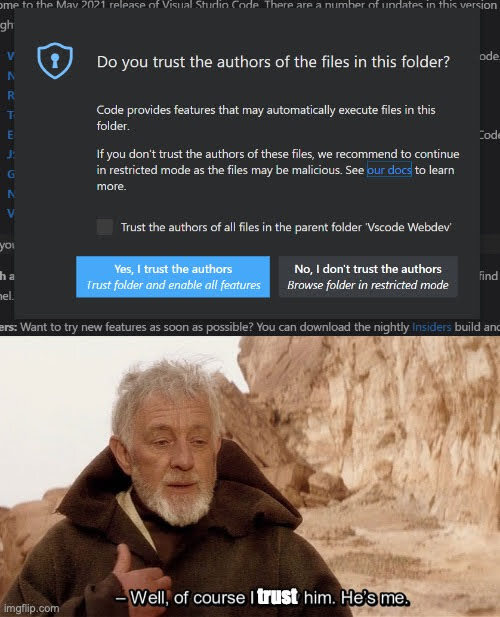 ome to the May 2021 release of Visual Studio Code. There are a number of updates in this version
gh
Do you trust the authors of the files in this folder?
Code provides features that may automatically execute files in this
folder.
If you don't trust the authors of these files, we recommend to continue
in restricted mode as the files may be malicious. See our docs to learn
more.
Trust the authors of all files in the parent folder 'Vscode Webdev'
Yes, I trust the authors
Trust folder and enable all features
No, I don't trust the authors
Browse folder in restricted mode
ers: Want to try new features as soon as possible? You can download the nightly Insiders build and
– Well, of course I trust him. He's me.
imgflip.com